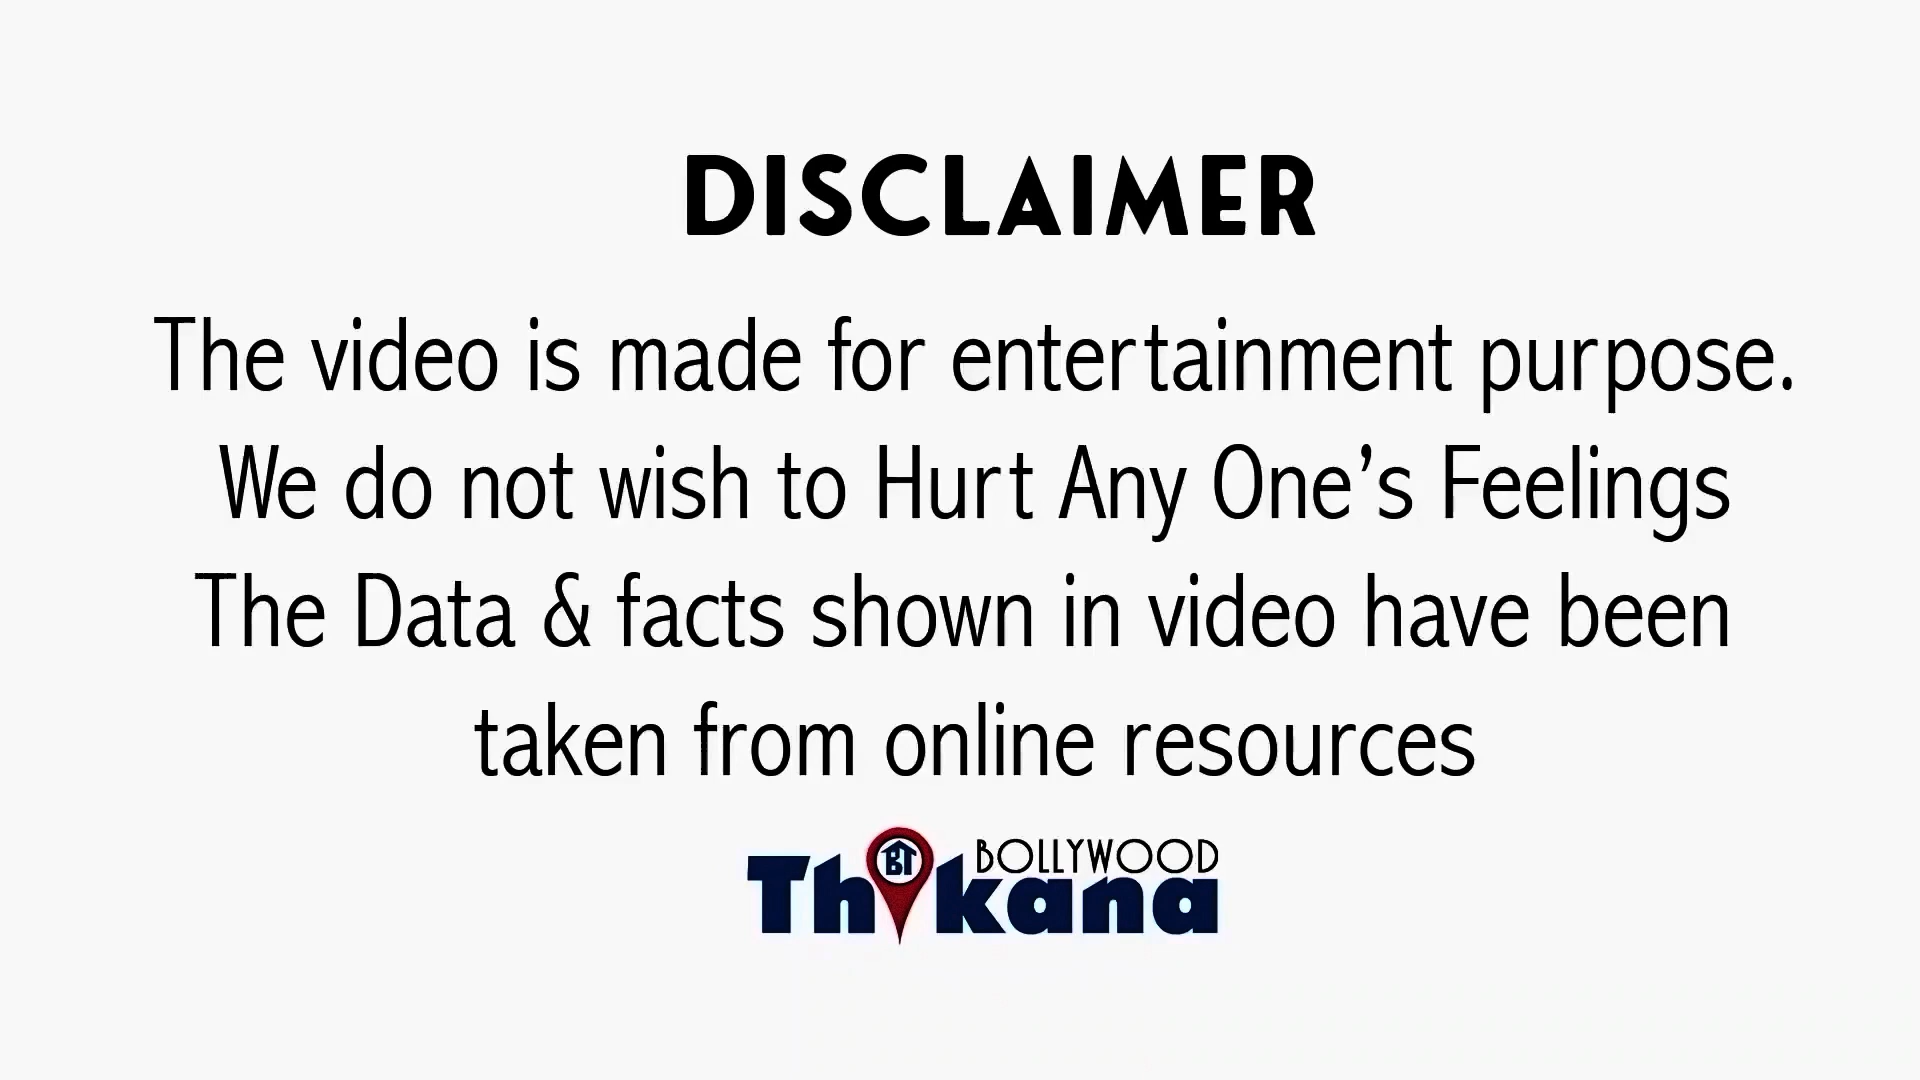 DISCLAIMER
The video is made for entertainment purpose.
We do not wish to Hurt Any One’s Feelings
The Data & facts shown in video have been
taken from online resources
BT
BOLLYWOOD
Thikana